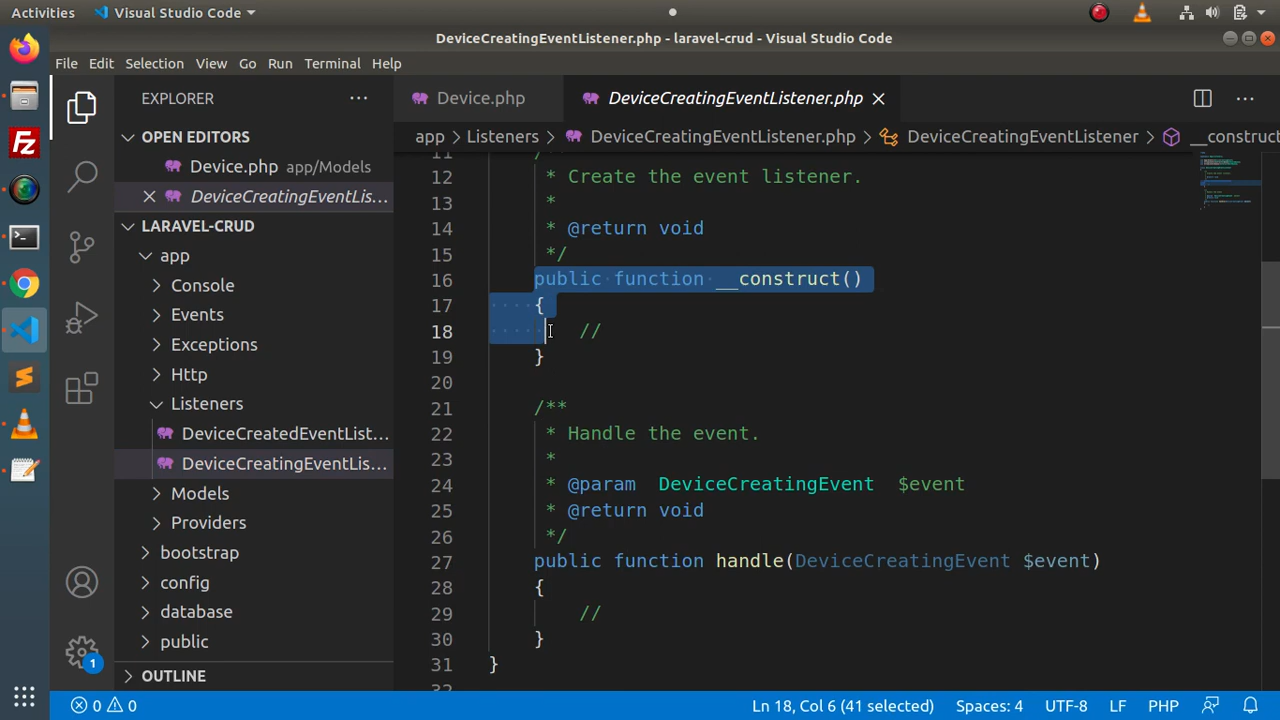 Activities Visual Studio Code
DeviceCreatingEventListener.php - laravel-crud - Visual Studio Code
File Edit Selection View Go Run Terminal Help
EXPLORER
Device.php DeviceCreatingEventListener.php
OPEN EDITORS
app > Listeners > DeviceCreatingEventListener.php > DeviceCreatingEventListener > __construct
Device.php app/Models
DeviceCreatingEventLis...
LARAVEL-CRUD
app
Console
Events
Exceptions
Http
Listeners
DeviceCreatedEventList...
DeviceCreatingEventLis...
Models
Providers
bootstrap
config
database
public
OUTLINE
11 /**
12 * Create the event listener.
13 *
14 * @return void
15 */
16 public function __construct()
17 {
18 //
19 }
20
21 /**
22 * Handle the event.
23 *
24 * @param DeviceCreatingEvent $event
25 * @return void
26 */
27 public function handle(DeviceCreatingEvent $event)
28 {
29 //
30 }
31 }
32
1
0 0 Ln 18, Col 6 (41 selected) Spaces: 4 UTF-8 LF PHP